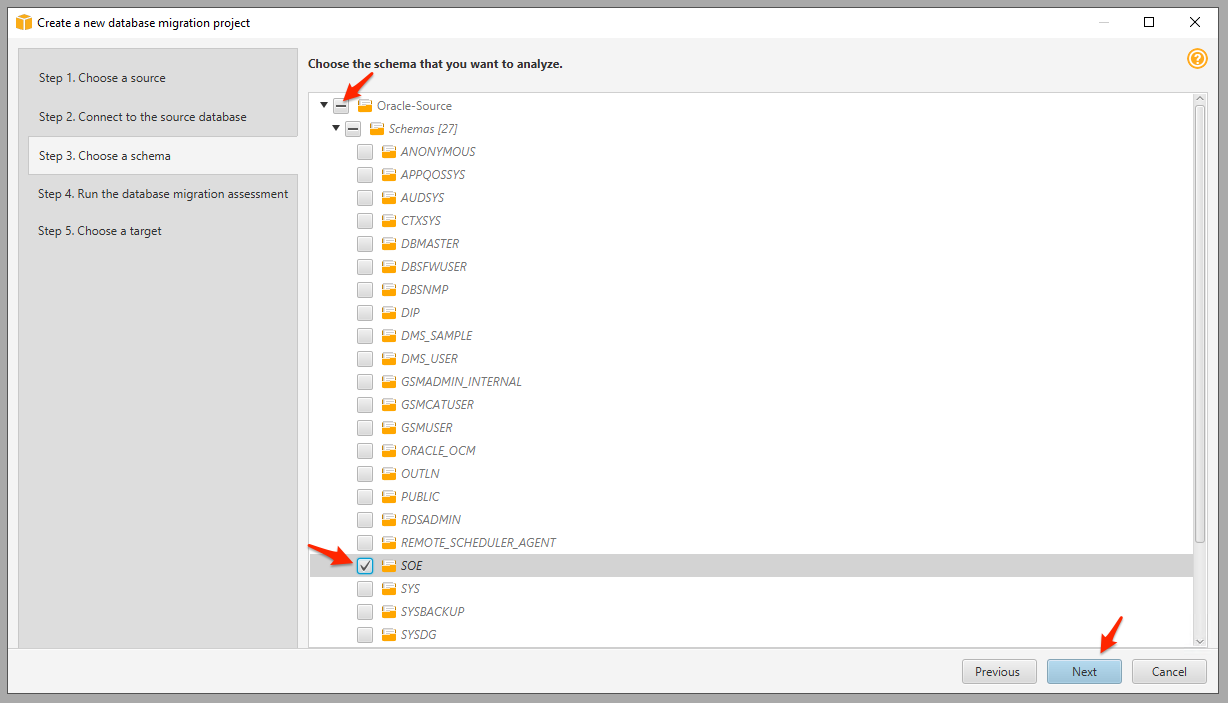 Create a new database migration project
Step 1. Choose a source
Step 2. Connect to the source database
Step 3. Choose a schema
Step 4. Run the database migration assessment
Step 5. Choose a target
Choose the schema that you want to analyze.
?
Oracle-Source
Schemas [27]
ANONYMOUS
APPQOSSYS
AUDSYS
CTXSYS
DBMASTER
DBSFWUSER
DBSNMP
DIP
DMS_SAMPLE
DMS_USER
GSMADMIN_INTERNAL
GSMCATUSER
GSMUSER
ORACLE_OCM
OUTLN
PUBLIC
RDSADMIN
REMOTE_SCHEDULER_AGENT
SOE
SYS
SYSBACKUP
SYSDG
Previous
Next
Cancel